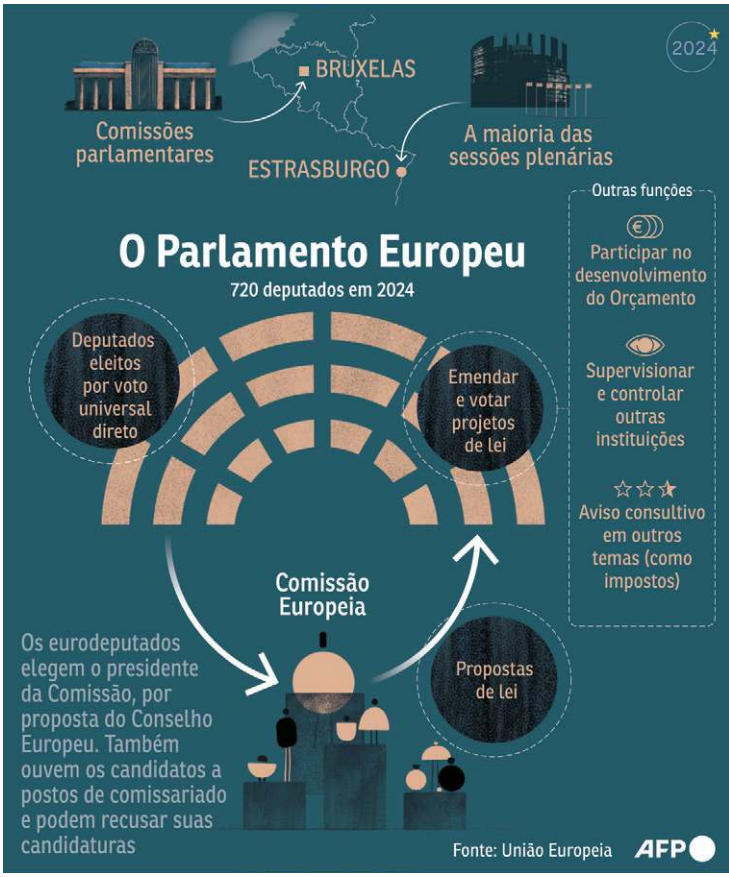 2024
BRUXELAS
Comissões
parlamentares
A maioria das
sessões plenárias
ESTRASBURGO
O Parlamento Europeu
720 deputados em 2024
Deputados
eleitos
por voto
universal
direto
Emendar
e votar
projetos
de lei
Outras funções
€
Participar no
desenvolvimento
do Orçamento
Supervisionar
e controlar
outras
instituições
Aviso consultivo
em outros
temas (como
impostos)
Comissão
Europeia
Propostas
de lei
Os eurodeputados
elegem o presidente
da Comissão, por
proposta do Conselho
Europeu. Também
ouvem os candidatos a
postos de comissariado
e podem recusar suas
candidaturas
Fonte: União Europeia
AFP